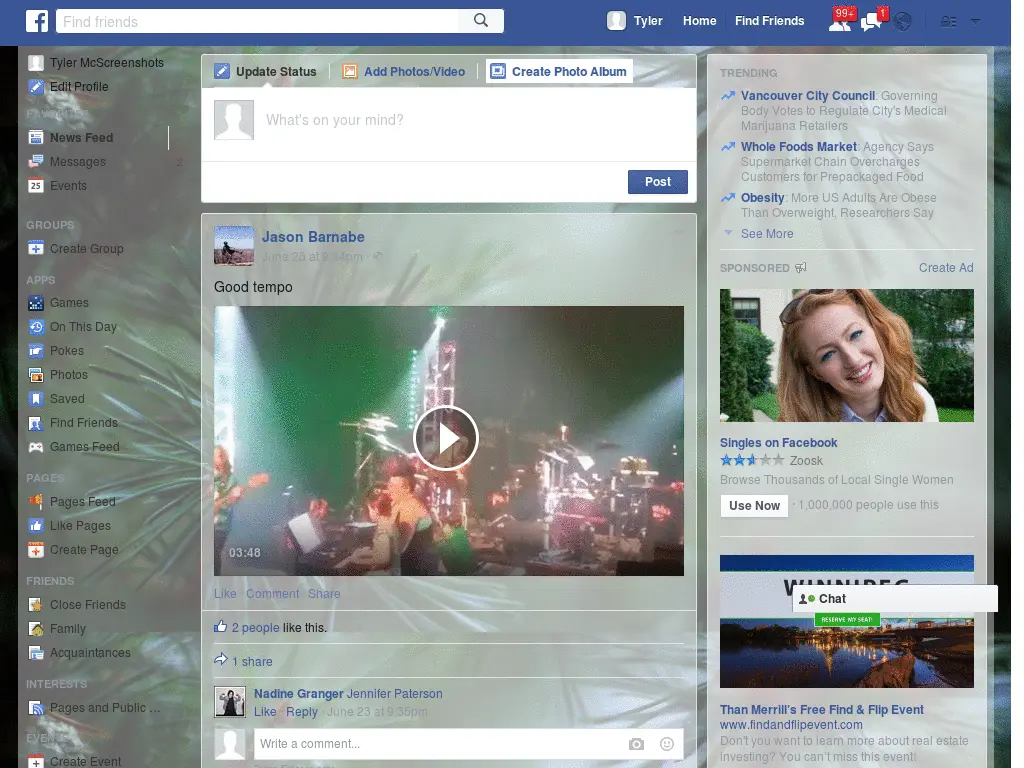 Find friends
Tyler Home Find Friends 99+ 1
Tyler McScreenshots
Edit Profile
News Feed
Messages 2
25 Events
GROUPS
Create Group
APPS
Games
On This Day
Pokes
Photos
Saved
Find Friends
Games Feed
PAGES
Pages Feed
Like Pages
Create Page
FRIENDS
Close Friends
Family
Acquaintances
INTERESTS
Pages and Public ...
Create Event
Update Status Add Photos/Video Create Photo Album
What's on your mind?
Post
Jason Barnabe
June 23 at 9:34pm
Good tempo
03:48
Like · Comment · Share
2 people like this.
1 share
Nadine Granger Jennifer Paterson
Like · Reply · June 23 at 9:35pm
Write a comment...
TRENDING
Vancouver City Council: Governing
Body Votes to Regulate City's Medical
Marijuana Retailers
Whole Foods Market: Agency Says
Supermarket Chain Overcharges
Customers for Prepackaged Food
Obesity: More US Adults Are Obese
Than Overweight, Researchers Say
See More
SPONSORED Create Ad
Singles on Facebook
Zoosk
Browse Thousands of Local Single Women
Use Now · 1,000,000 people use this
WINNIPEG
Chat
RESERVE MY SEAT!
Than Merrill's Free Find & Flip Event
www.findandflipevent.com
Don't you want to learn more about real estate
investing? You can't miss this event!